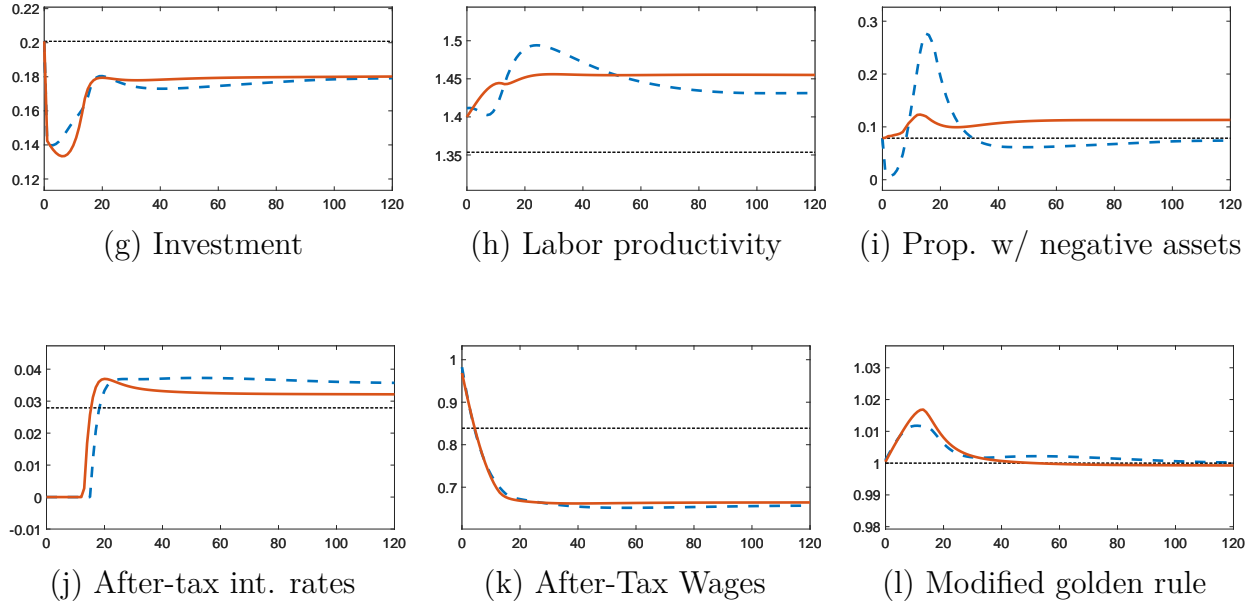 0.22
0.2
0.18
0.16
0.14
0.12
0 20 40 60 80 100 120
(g) Investment
1.5
1.45
1.4
1.35
0 20 40 60 80 100 120
(h) Labor productivity
0.3
0.2
0.1
0
0 20 40 60 80 100 120
(i) Prop. w/ negative assets
0.04
0.03
0.02
0.01
0
-0.01
0 20 40 60 80 100 120
(j) After-tax int. rates
1
0.9
0.8
0.7
0.6
0 20 40 60 80 100 120
(k) After-Tax Wages
1.03
1.02
1.01
1
0.99
0.98
0 20 40 60 80 100 120
(l) Modified golden rule